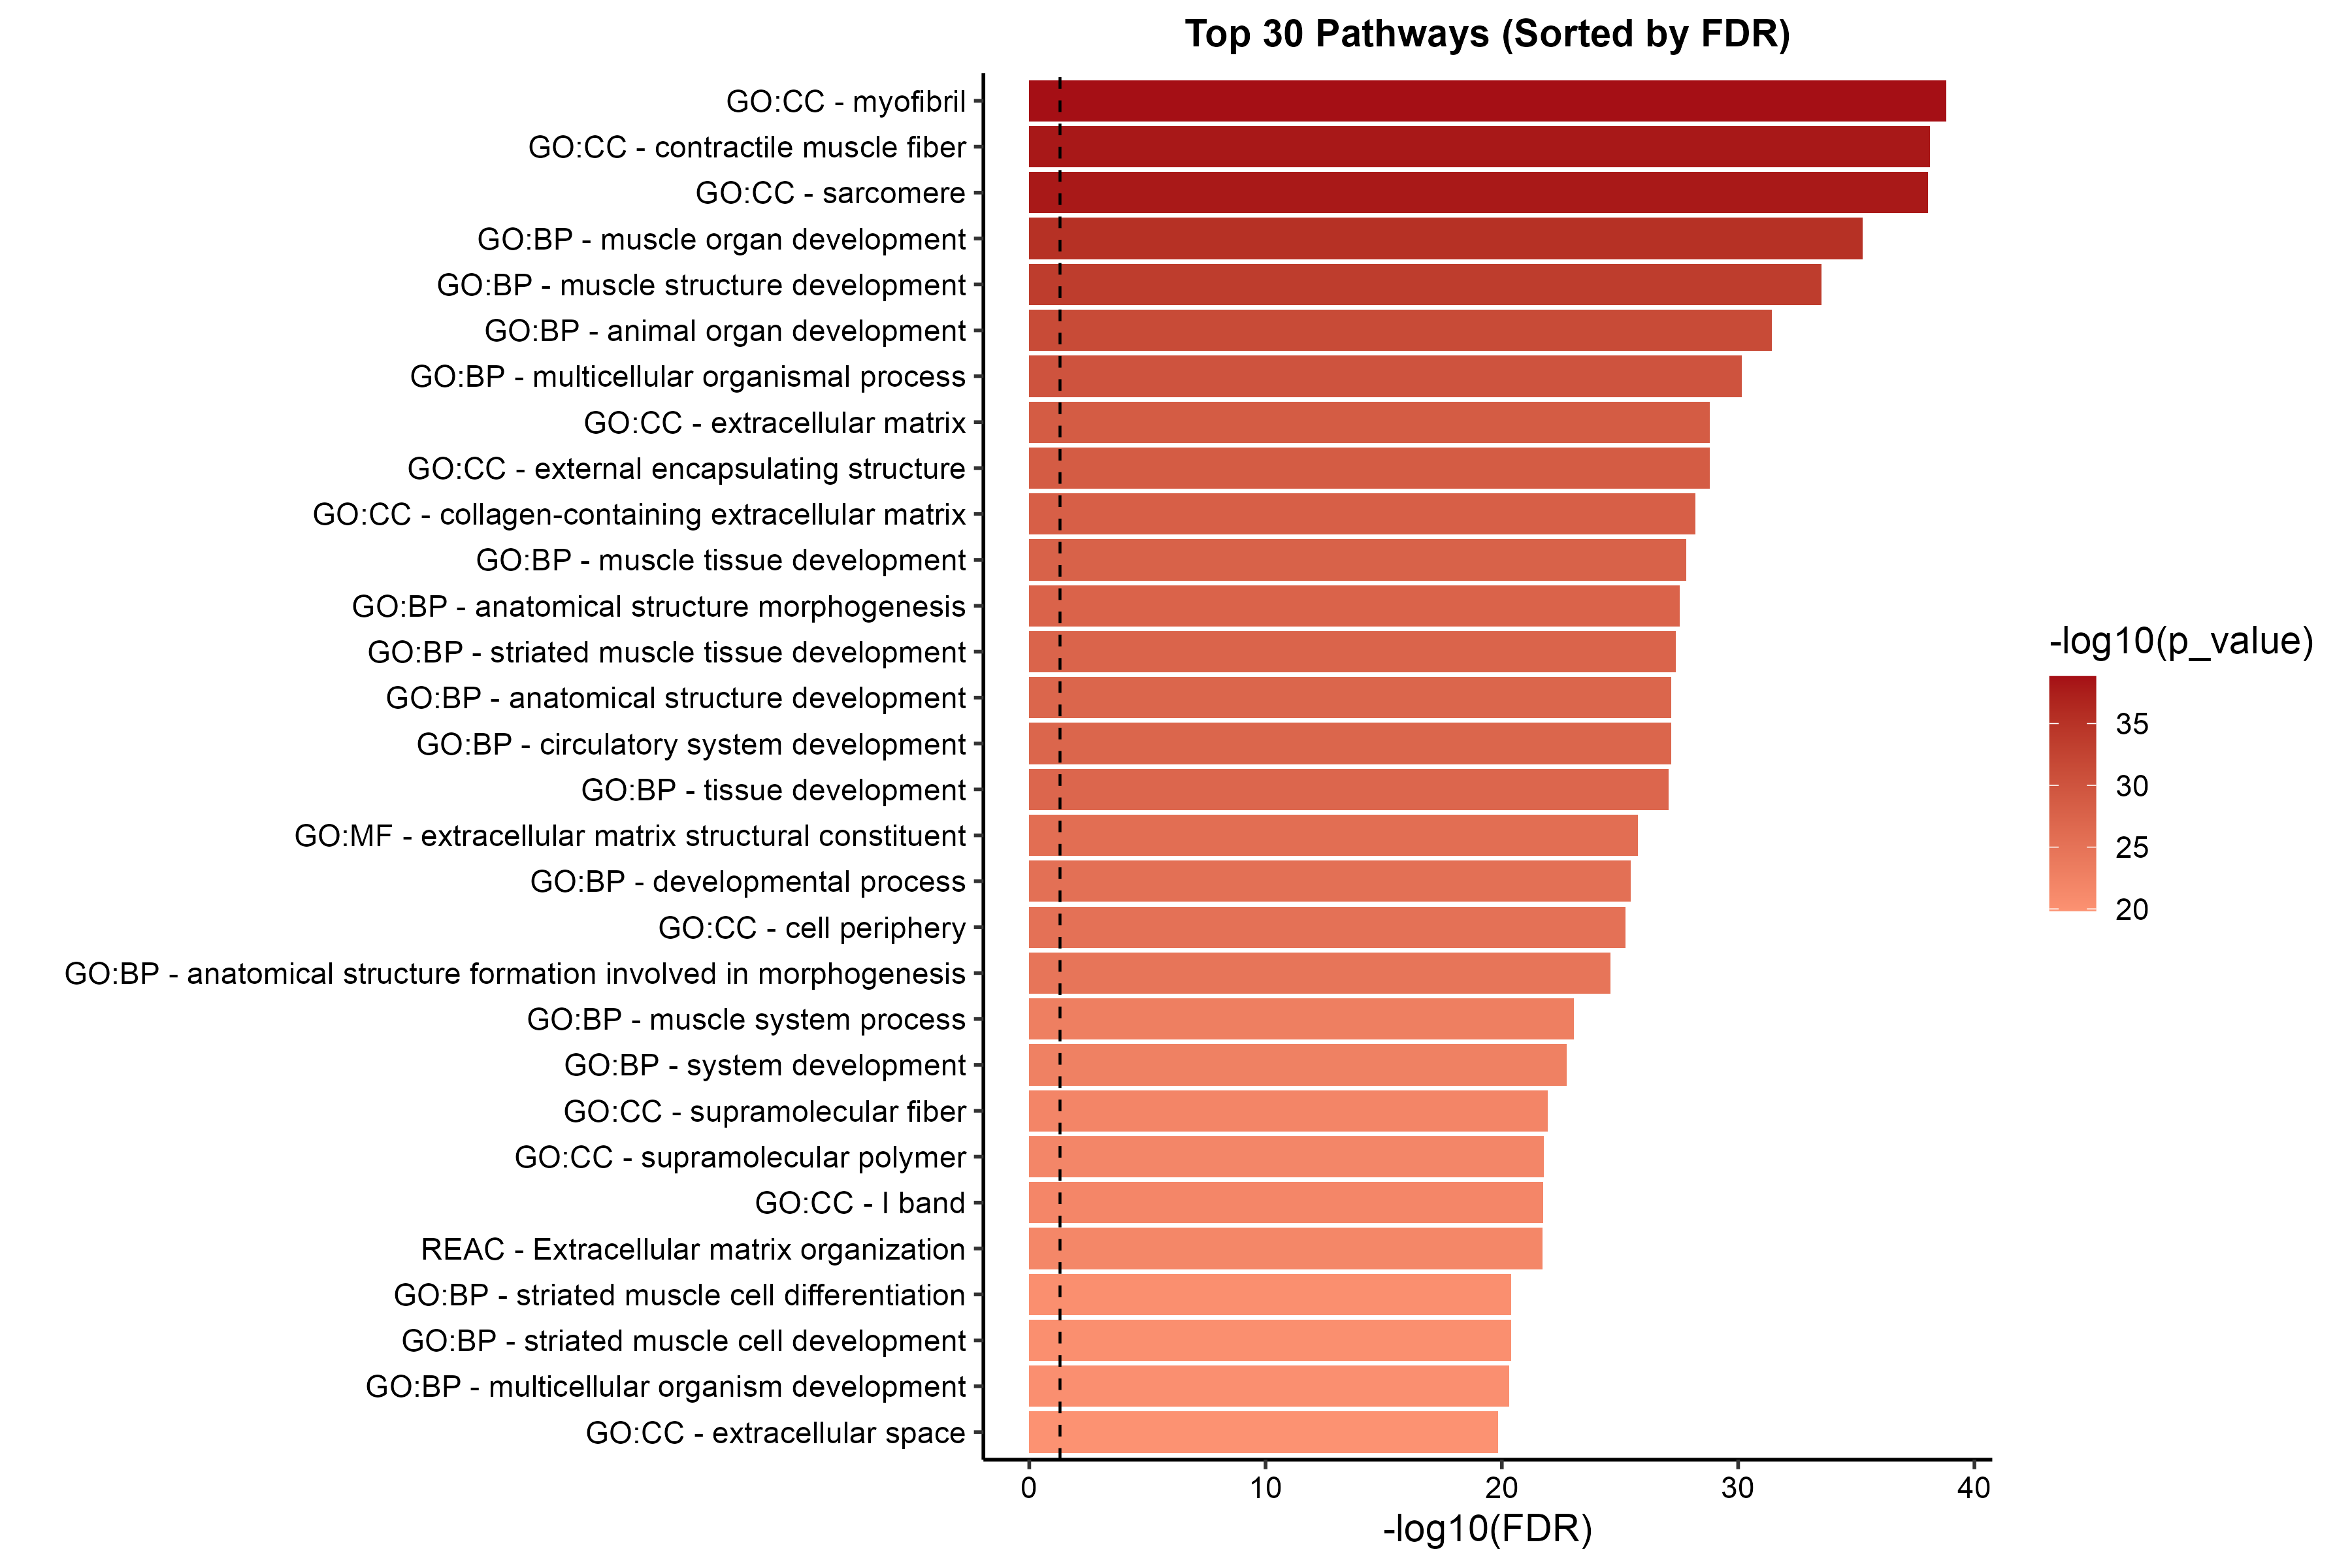 Top 30 Pathways (Sorted by FDR)
GO:CC - myofibril
GO:CC - contractile muscle fiber
GO:CC - sarcomere
GO:BP - muscle organ development
GO:BP - muscle structure development
GO:BP - animal organ development
GO:BP - multicellular organismal process
GO:CC - extracellular matrix
GO:CC - external encapsulating structure
GO:CC - collagen-containing extracellular matrix
GO:BP - muscle tissue development
GO:BP - anatomical structure morphogenesis
GO:BP - striated muscle tissue development
GO:BP - anatomical structure development
GO:BP - circulatory system development
GO:BP - tissue development
GO:MF - extracellular matrix structural constituent
GO:BP - developmental process
GO:CC - cell periphery
GO:BP - anatomical structure formation involved in morphogenesis
GO:BP - muscle system process
GO:BP - system development
GO:CC - supramolecular fiber
GO:CC - supramolecular polymer
GO:CC - I band
REAC - Extracellular matrix organization
GO:BP - striated muscle cell differentiation
GO:BP - striated muscle cell development
GO:BP - multicellular organism development
GO:CC - extracellular space
0 10 20 30 40
-log10(FDR)
-log10(p_value)
35
30
25
20